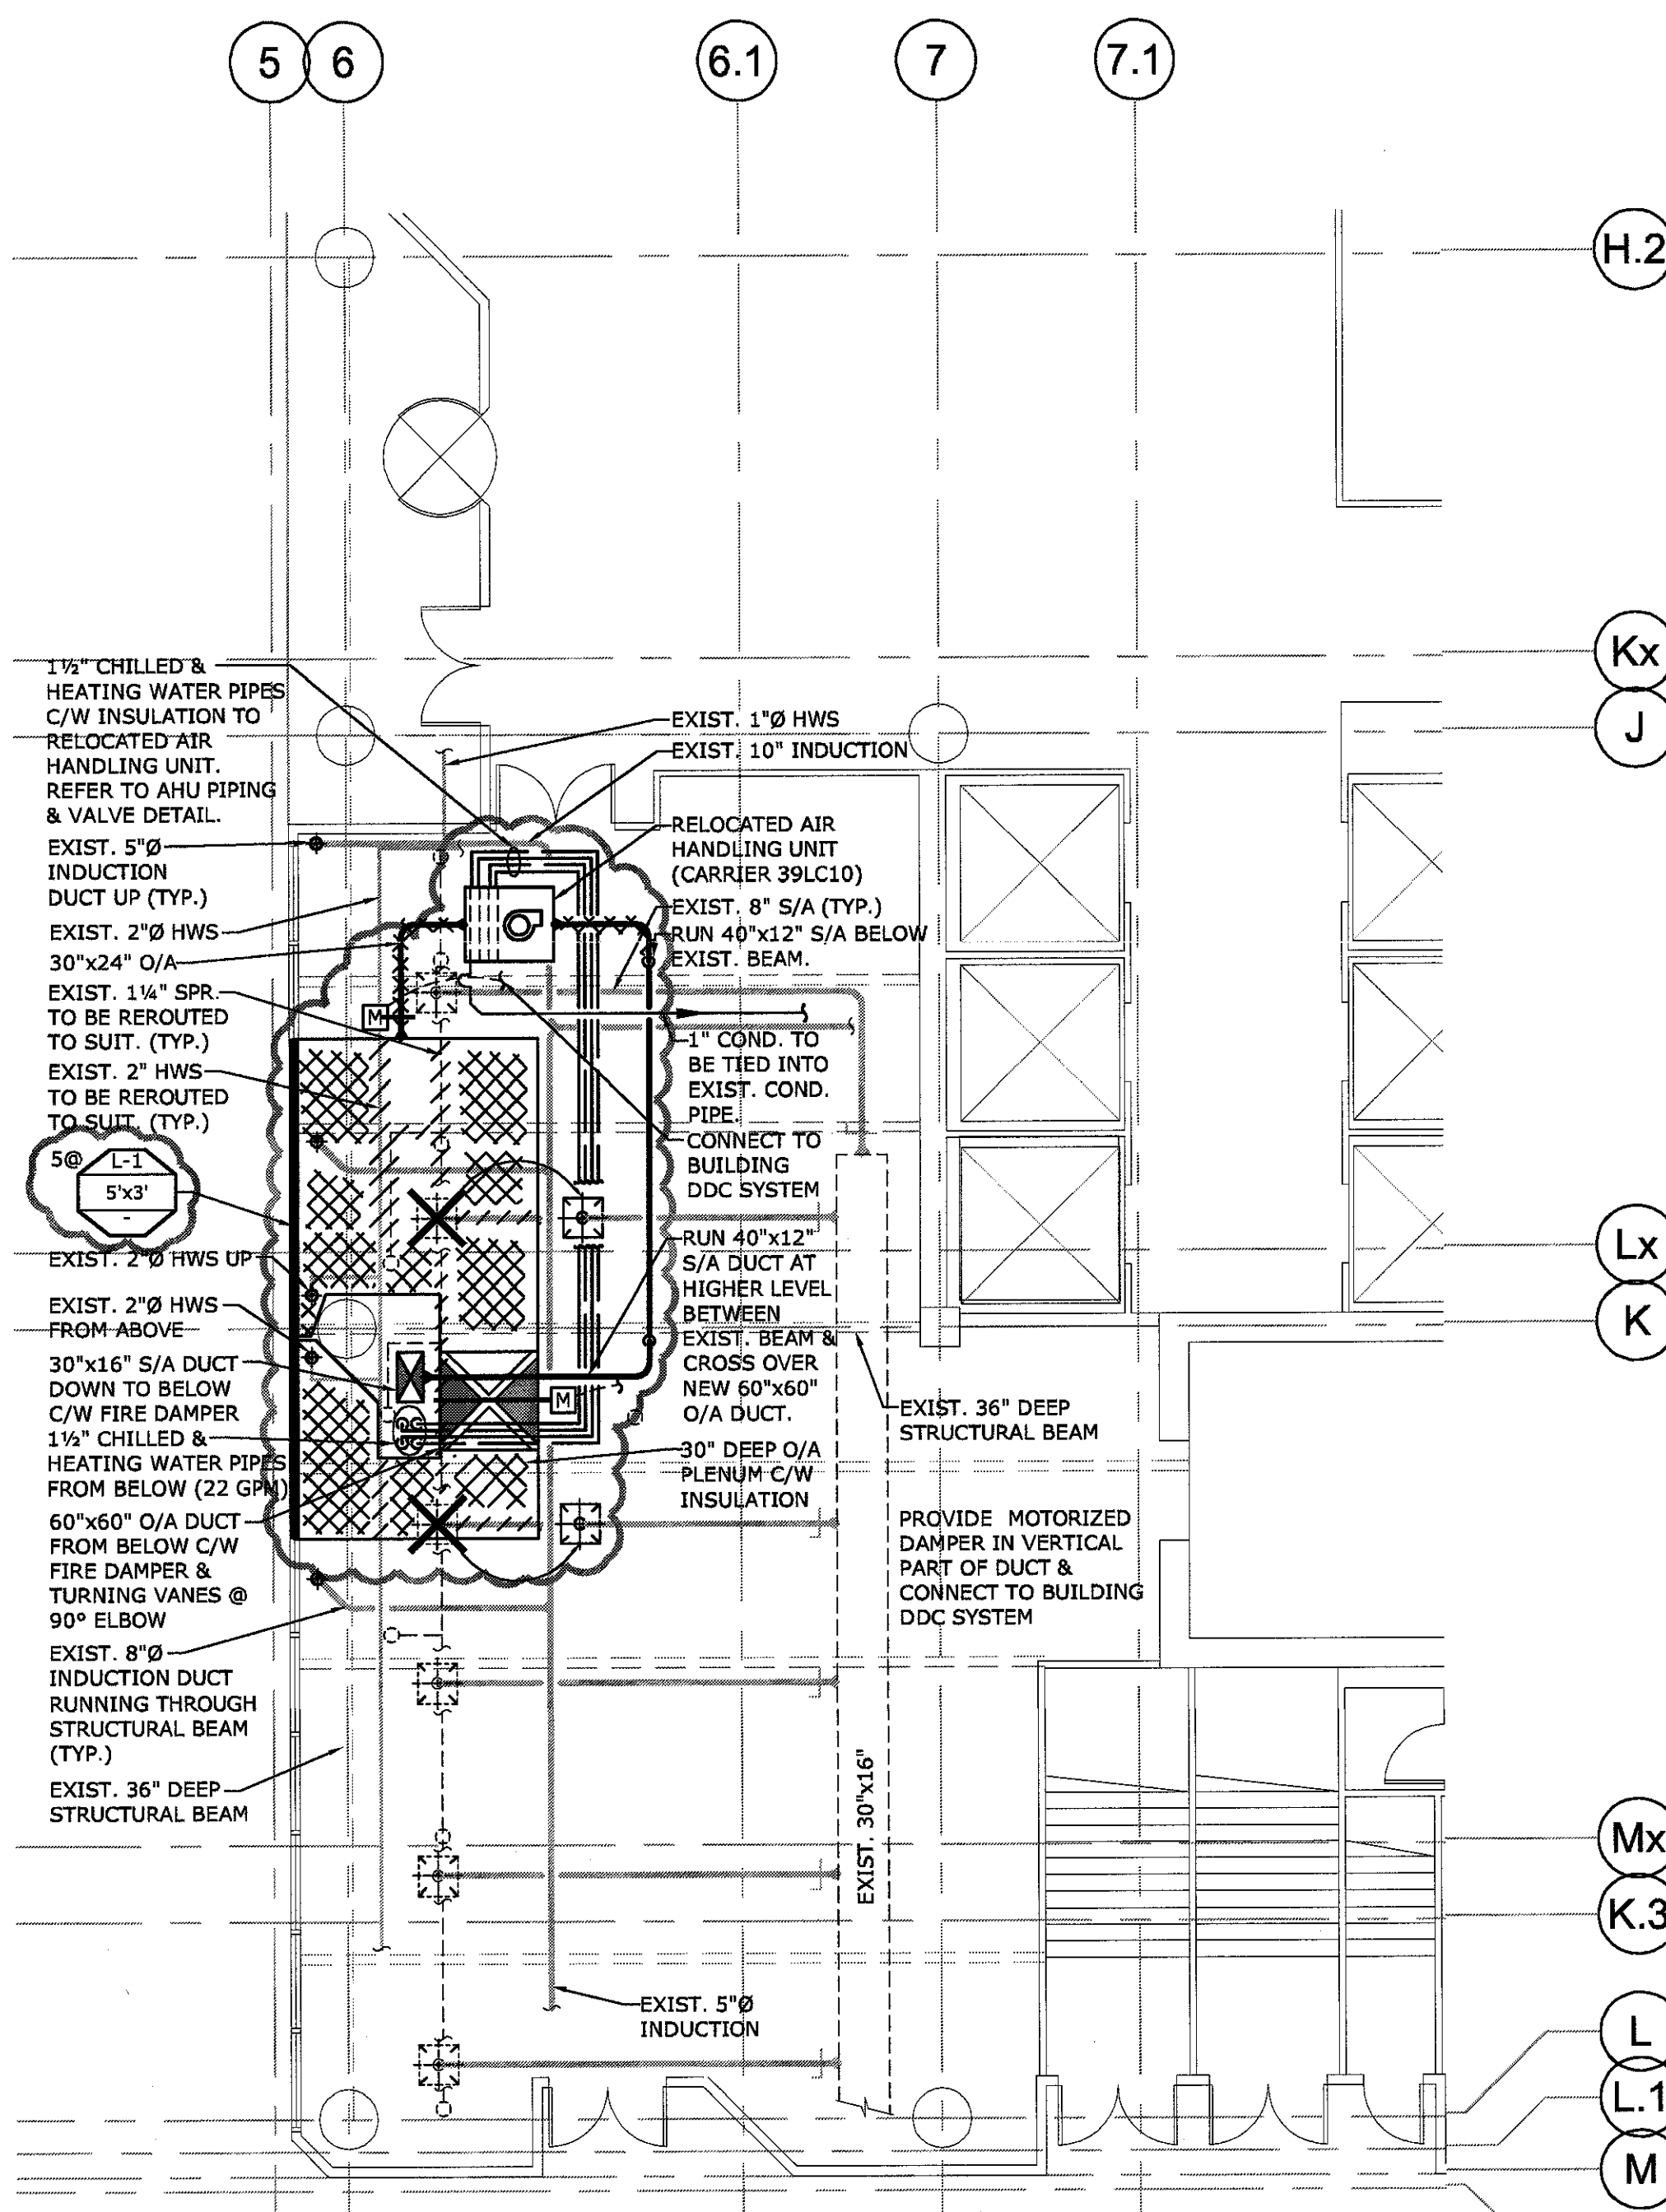 5
6
6.1
7
7.1
H.2
Kx
J
Lx
K
Mx
K.3
L
L.1
M
1½" CHILLED &
HEATING WATER PIPES
C/W INSULATION TO
RELOCATED AIR
HANDLING UNIT.
REFER TO AHU PIPING
& VALVE DETAIL.
EXIST. 5"Ø
INDUCTION
DUCT UP (TYP.)
EXIST. 2"Ø HWS
30"x24" O/A
EXIST. 1¼" SPR.
TO BE REROUTED
TO SUIT. (TYP.)
EXIST. 2" HWS
TO BE REROUTED
TO SUIT. (TYP.)
5@
L-1
5'x3'
-
EXIST. 2"Ø HWS UP
EXIST. 2"Ø HWS
FROM ABOVE
30"x16" S/A DUCT
DOWN TO BELOW
C/W FIRE DAMPER
1½" CHILLED &
HEATING WATER PIPES
FROM BELOW (22 GPM)
60"x60" O/A DUCT
FROM BELOW C/W
FIRE DAMPER &
TURNING VANES @
90° ELBOW
EXIST. 8"Ø
INDUCTION DUCT
RUNNING THROUGH
STRUCTURAL BEAM
(TYP.)
EXIST. 36" DEEP
STRUCTURAL BEAM
M
M
EXIST. 1"Ø HWS
EXIST. 10" INDUCTION
RELOCATED AIR
HANDLING UNIT
(CARRIER 39LC10)
EXIST. 8" S/A (TYP.)
RUN 40"x12" S/A BELOW
EXIST. BEAM.
1" COND. TO
BE TIED INTO
EXIST. COND.
PIPE.
CONNECT TO
BUILDING
DDC SYSTEM
RUN 40"x12"
S/A DUCT AT
HIGHER LEVEL
BETWEEN
EXIST. BEAM &
CROSS OVER
NEW 60"x60"
O/A DUCT.
30" DEEP O/A
PLENUM C/W
INSULATION
EXIST. 36" DEEP
STRUCTURAL BEAM
PROVIDE MOTORIZED
DAMPER IN VERTICAL
PART OF DUCT &
CONNECT TO BUILDING
DDC SYSTEM
EXIST. 30"x16"
EXIST. 5"Ø
INDUCTION